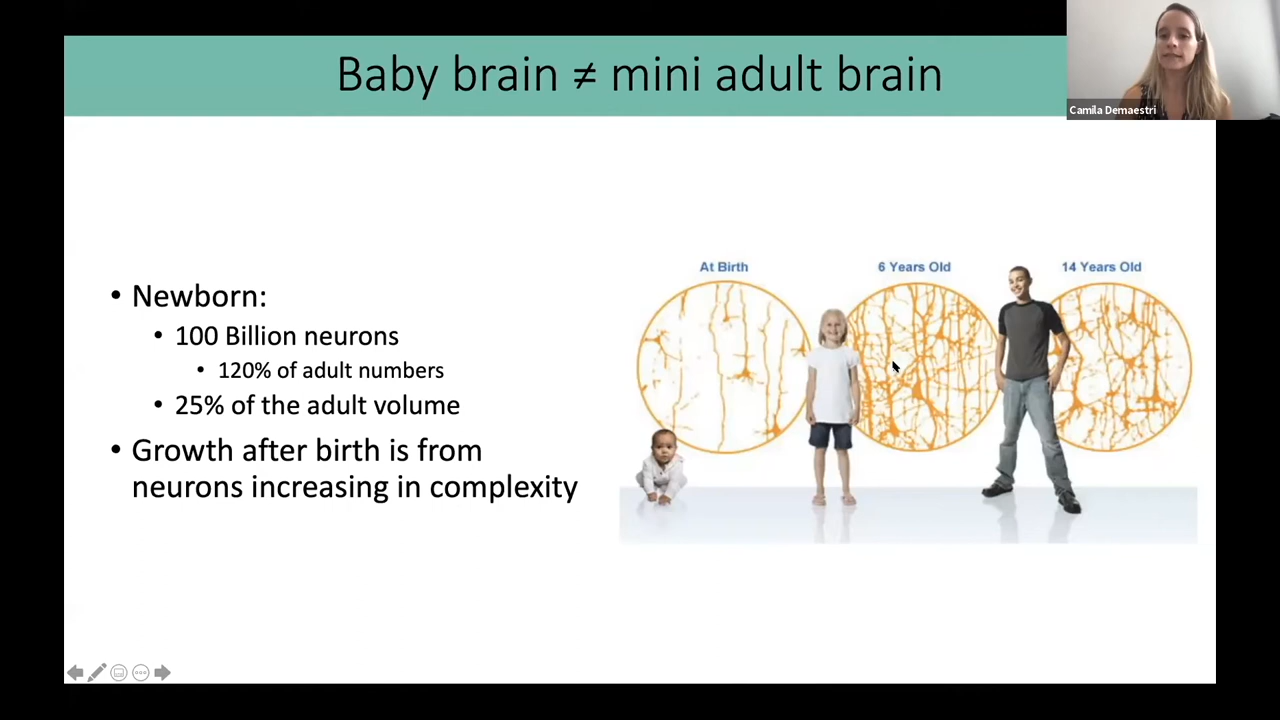 Baby brain ≠ mini adult brain
Camila Demaestri
• Newborn:
• 100 Billion neurons
• 120% of adult numbers
• 25% of the adult volume
• Growth after birth is from
neurons increasing in complexity
At Birth
6 Years Old
14 Years Old